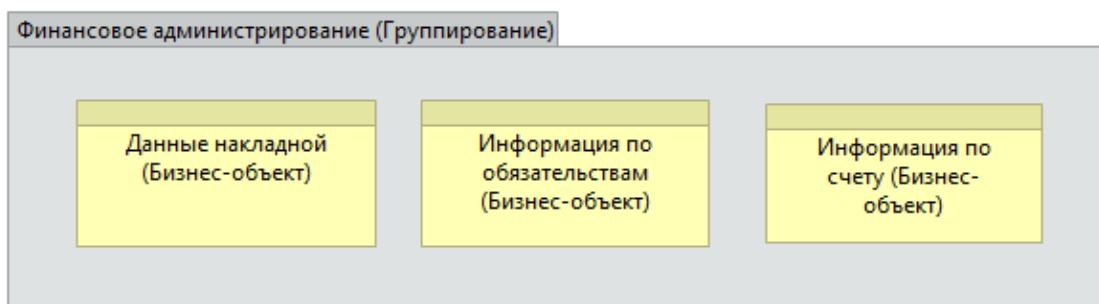 Финансовое администрирование (Группирование)
Данные накладной
(Бизнес-объект)
Информация по
обязательствам
(Бизнес-объект)
Информация по
счету (Бизнес-
объект)